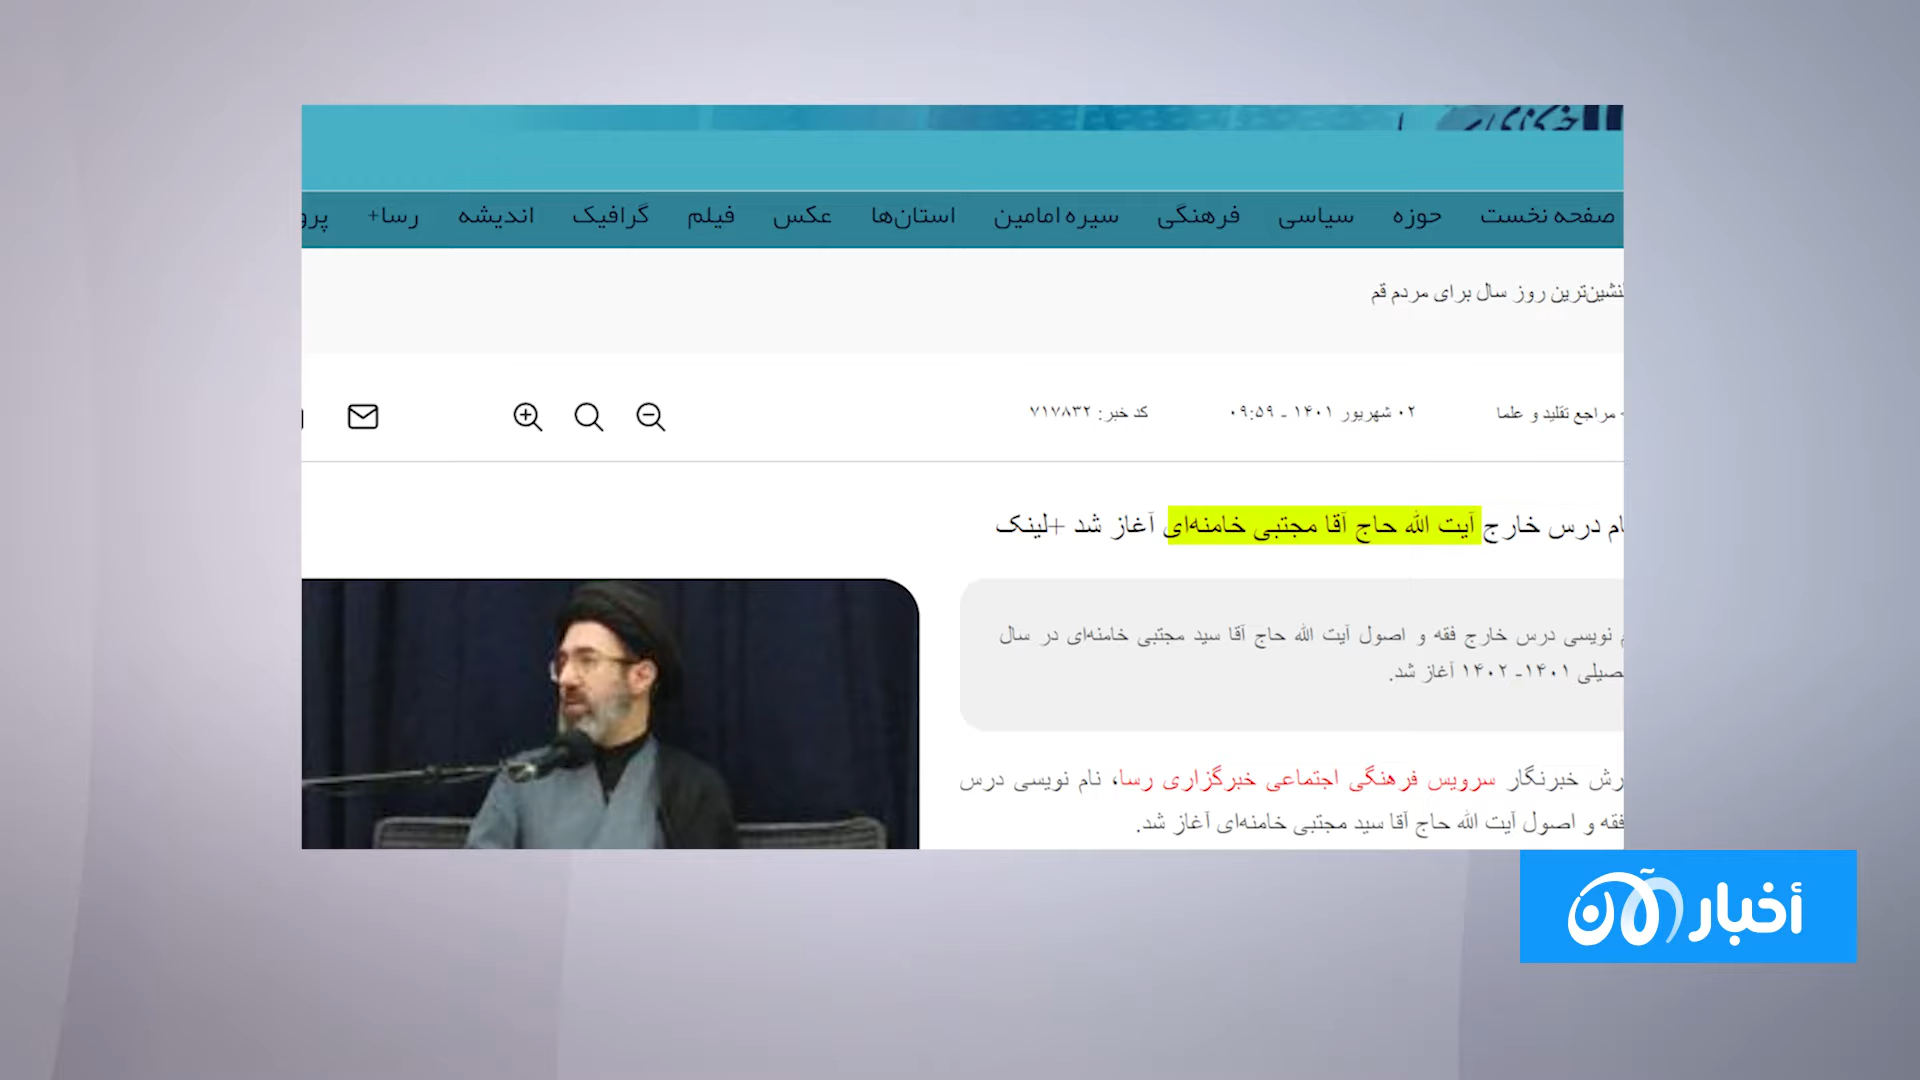 صفحه نخست حوزه سیاسی فرهنگی سیره امامین استان‌ها عکس فیلم گرافیک اندیشه رسا+
روز سال برای مردم قم
مراجع تقلید و علما
۰۲ شهریور ۱۴۰۱ - ۰۹:۵۹
کد خبر: ۷۱۷۸۳۲
درس خارج آیت الله حاج آقا مجتبی خامنه‌ای آغاز شد +لینک
نویسی درس خارج فقه و اصول آیت الله حاج آقا سید مجتبی خامنه‌ای در سال
۱۴۰۱- ۱۴۰۲ آغاز شد.
خبرنگار سرویس فرهنگی اجتماعی خبرگزاری رسا، نام نویسی درس
فقه و اصول آیت الله حاج آقا سید مجتبی خامنه‌ای آغاز شد.
أخبار الآن